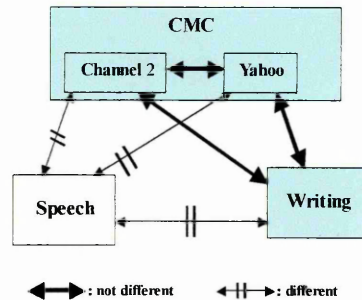 CMC
Channel 2
Yahoo
Speech
Writing
: not different
: different